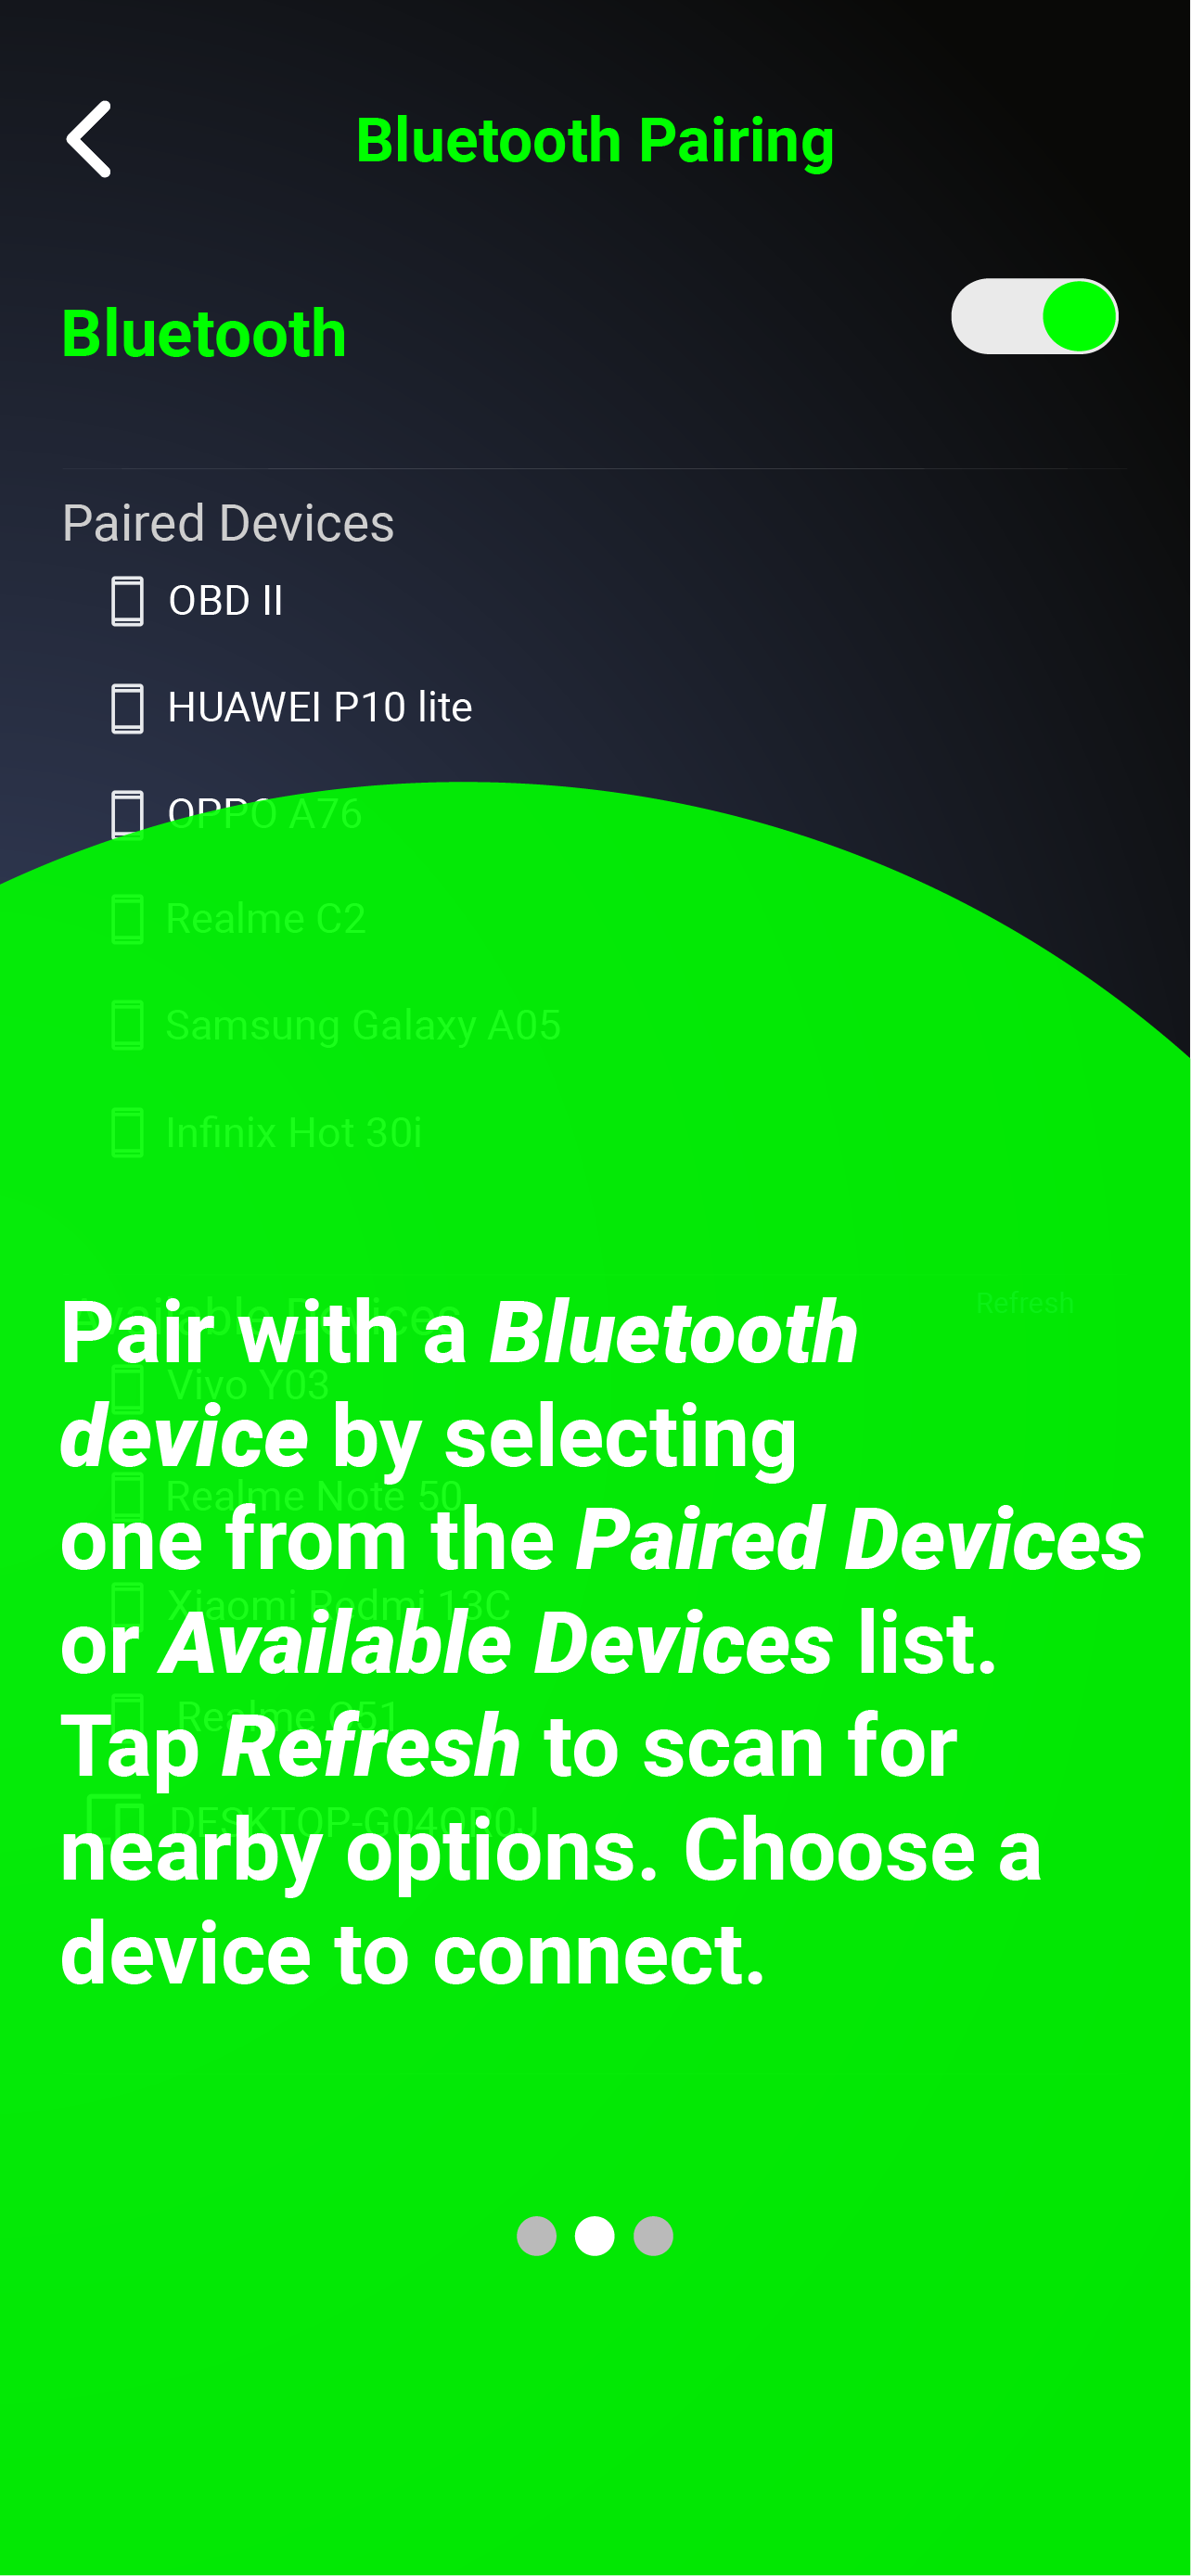 Bluetooth Pairing
Bluetooth
Paired Devices
OBD II
HUAWEI P10 lite
OPPO A76
Realme C2
Samsung Galaxy A05
Infinix Hot 30i
Available Devices
Refresh
Vivo Y03
Realme Note 50
Xiaomi Redmi 13C
Realme C51
Pair with a Bluetooth
device by selecting
one from the Paired Devices
or Available Devices list.
Tap Refresh to scan for
nearby options. Choose a
device to connect.